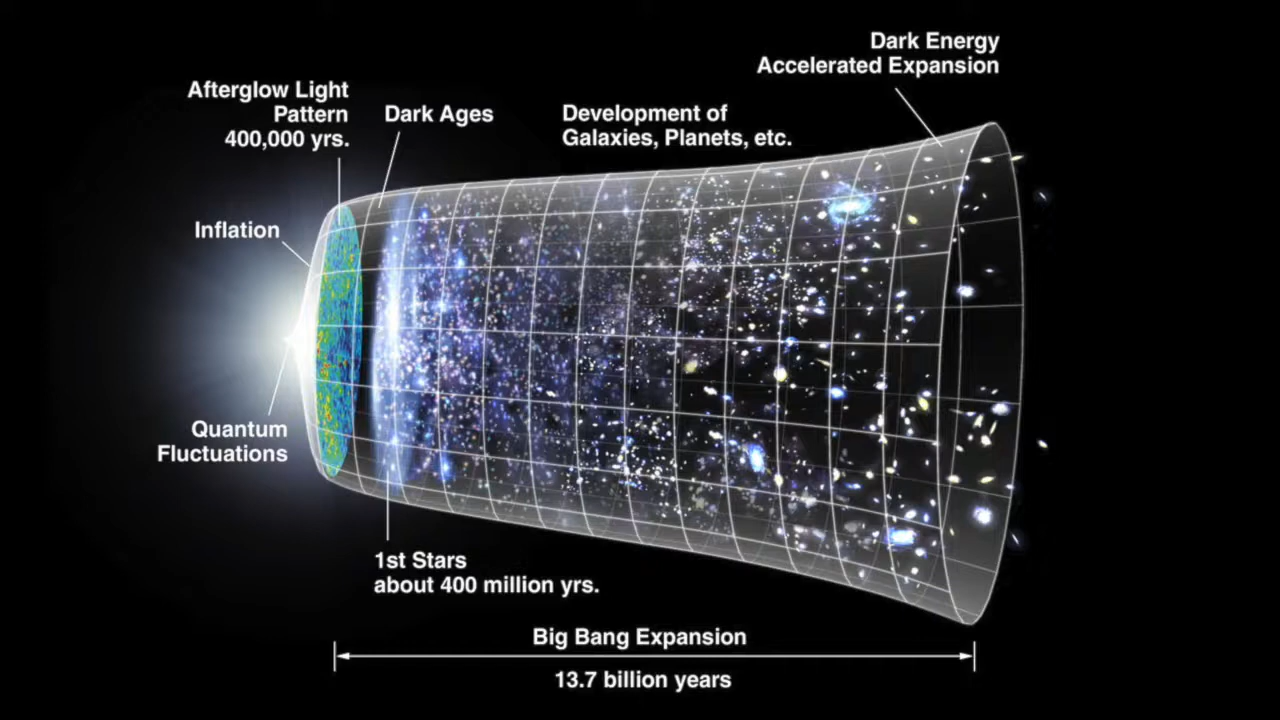 Dark Energy
Accelerated Expansion
Afterglow Light
Pattern
400,000 yrs.
Dark Ages
Development of
Galaxies, Planets, etc.
Inflation
Quantum
Fluctuations
1st Stars
about 400 million yrs.
Big Bang Expansion
13.7 billion years